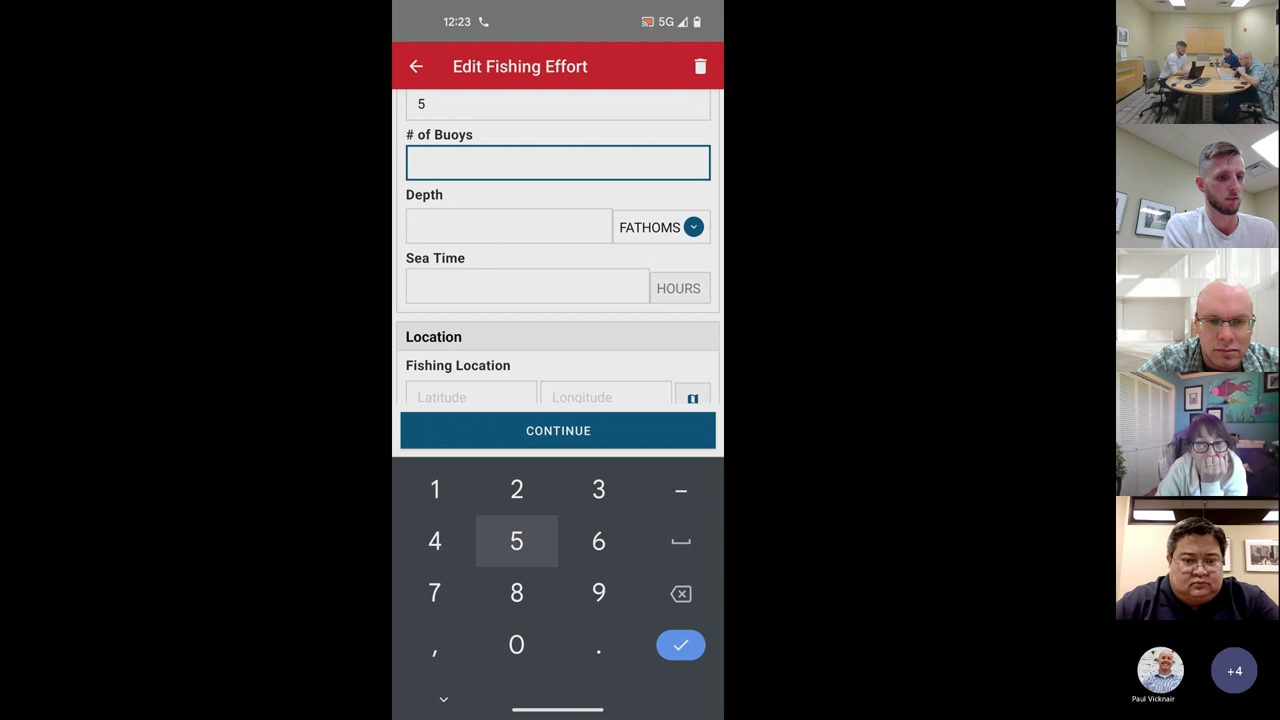 12:23
5G
Edit Fishing Effort
5
# of Buoys
Depth
FATHOMS
Sea Time
HOURS
Location
Fishing Location
Latitude
Longitude
CONTINUE
1 2 3 –
4 5 6
7 8 9
, 0 .
Paul Vicknair
+4